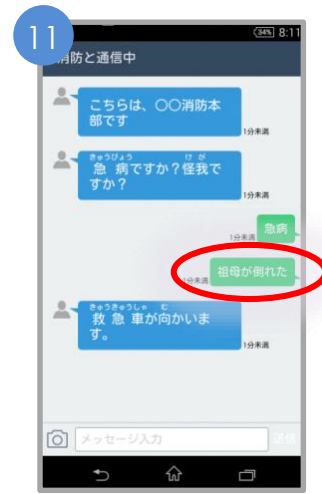 11
34% 8:11
消防と通信中
こちらは、〇〇消防本
部です
1分未満
きゅうびょう けが
急病ですか？怪我で
すか？
1分未満
急病
1分未満
祖母が倒れた
1分未満
きゅうきゅうしゃ む
救急車が向かいま
す。
1分未満
メッセージ入力
送信